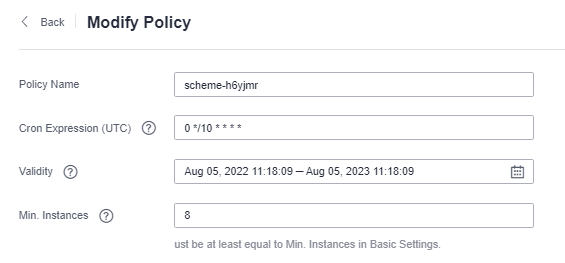 Back Modify Policy
Policy Name scheme-h6yjmr
Cron Expression (UTC) ? 0 */10 * * * *
Validity ? Aug 05, 2022 11:18:09 — Aug 05, 2023 11:18:09
Min. Instances ? 8
ust be at least equal to Min. Instances in Basic Settings.